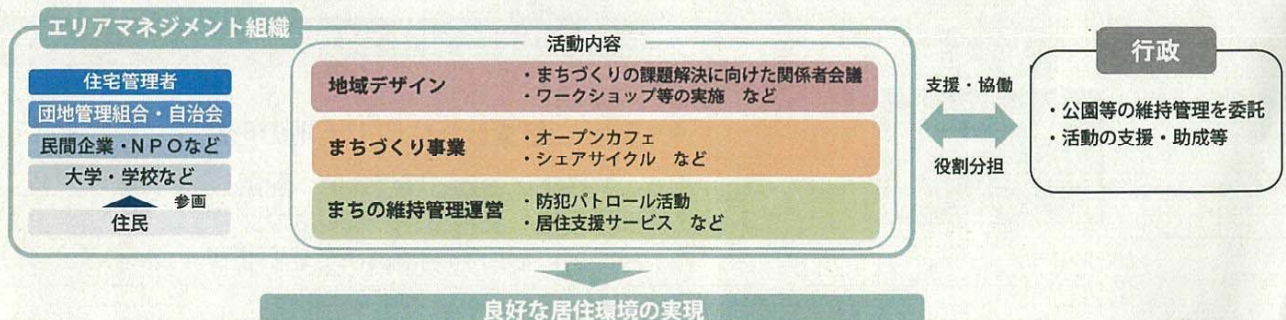 エリアマネジメント組織
住宅管理者
団地管理組合・自治会
民間企業・NPOなど
大学・学校など
参画
住民
活動内容
地域デザイン
・まちづくりの課題解決に向けた関係者会議
・ワークショップ等の実施 など
まちづくり事業
・オープンカフェ
・シェアサイクル など
まちの維持管理運営
・防犯パトロール活動
・居住支援サービス など
支援・協働
役割分担
行政
・公園等の維持管理を委託
・活動の支援・助成等
良好な居住環境の実現